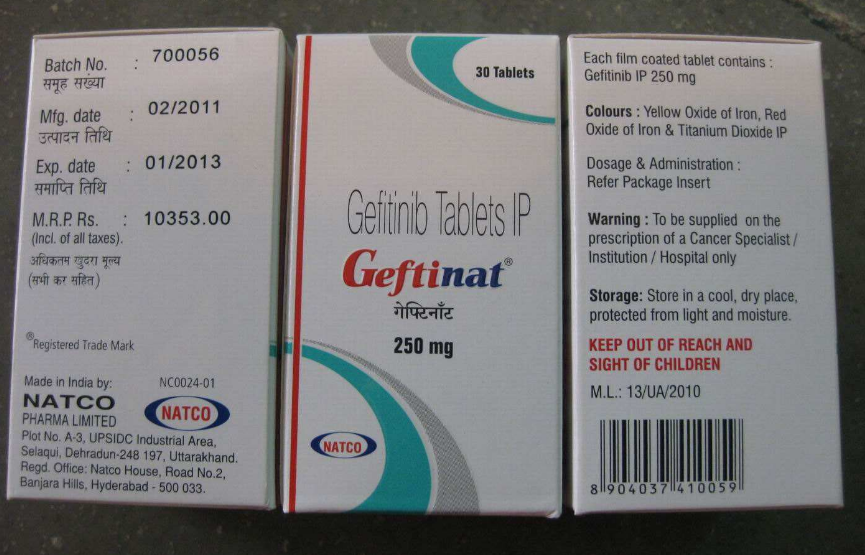 Batch No. : 700056
समूह संख्या
Mfg. date : 02/2011
उत्पादन तिथि
Exp. date : 01/2013
समाप्ति तिथि
M.R.P. Rs. : 10353.00
(Incl. of all taxes).
अधिकतम खुदरा मूल्य
(सभी कर सहित)
®Registered Trade Mark
Made in India by: NC0024-01
NATCO
PHARMA LIMITED
NATCO
Plot No. A-3, UPSIDC Industrial Area,
Selaqui, Dehradun-248 197, Uttarakhand.
Regd. Office: Natco House, Road No.2,
Banjara Hills, Hyderabad - 500 033.
30 Tablets
Gefitinib Tablets IP
Geftinat®
गेफ्टिनॉट
250 mg
NATCO
Each film coated tablet contains :
Gefitinib IP 250 mg
Colours : Yellow Oxide of Iron, Red
Oxide of Iron & Titanium Dioxide IP
Dosage & Administration :
Refer Package Insert
Warning : To be supplied on the
prescription of a Cancer Specialist /
Institution / Hospital only
Storage: Store in a cool, dry place,
protected from light and moisture.
KEEP OUT OF REACH AND
SIGHT OF CHILDREN
M.L.: 13/UA/2010
8 904037 410059